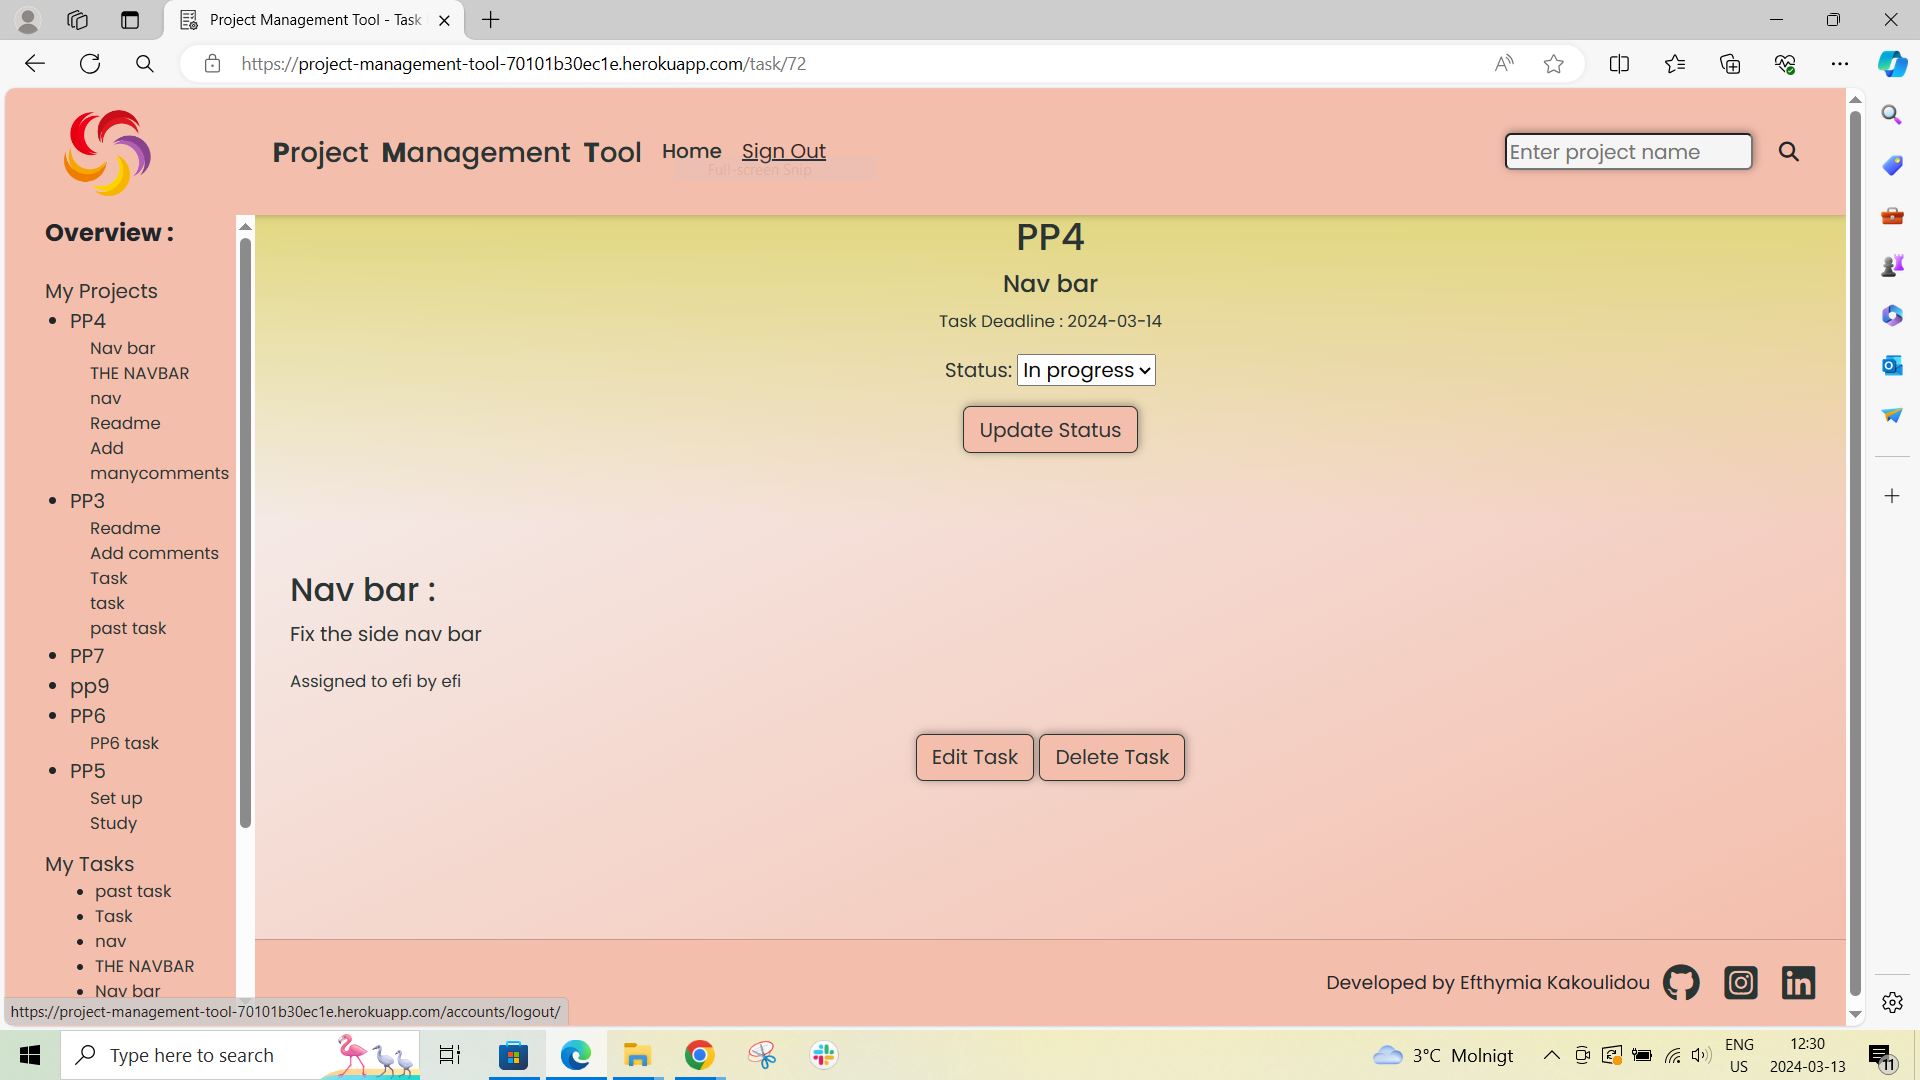 Project Management Tool - Task
https://project-management-tool-70101b30ec1e.herokuapp.com/task/72
Project Management Tool
Home
Sign Out
Full-screen Snip
Enter project name
Overview :
My Projects
PP4
Nav bar
THE NAVBAR
nav
Readme
Add
manycomments
PP3
Readme
Add comments
Task
task
past task
PP7
pp9
PP6
PP6 task
PP5
Set up
Study
My Tasks
past task
Task
nav
THE NAVBAR
Nav bar
PP4
Nav bar
Task Deadline : 2024-03-14
Status: In progress
Update Status
Nav bar :
Fix the side nav bar
Assigned to efi by efi
Edit Task Delete Task
Developed by Efthymia Kakoulidou
https://project-management-tool-70101b30ec1e.herokuapp.com/accounts/logout/
Type here to search
3°C Molnigt
ENG
US
12:30
2024-03-13
11